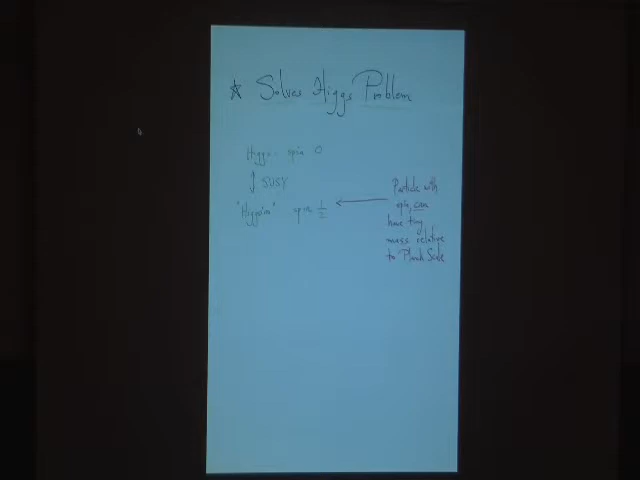 ☆ Solves Higgs Problem
Higgs - spin 0
↕ SUSY
"Higgsino" spin 1/2 ←
Particle with
spin can
have tiny
mass relative
to Planck Scale